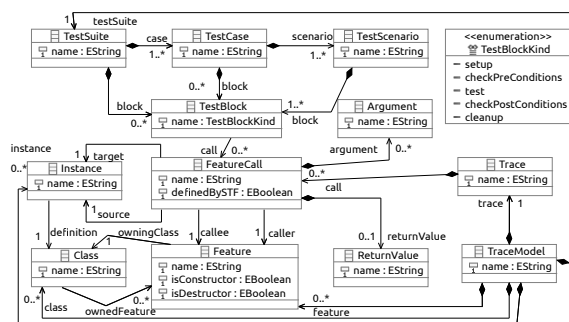 1 testSuite
TestSuite
name : EString
case
1..*
TestCase
name : EString
scenario
1..*
TestScenario
name : EString
<<enumeration>>
TestBlockKind
setup
checkPreConditions
test
checkPostConditions
cleanup
block
0..*
0..*
block
1..*
block
TestBlock
name : TestBlockKind
Argument
name : EString
call
0..*
argument
0..*
instance
0..*
1 target
Instance
name : EString
1 source
FeatureCall
name : EString
definedBySTF : EBoolean
call
0..*
Trace
name : EString
trace
1
definition
1
owningClass
1
callee
1
caller
1
0..1
returnValue
Class
name : EString
Feature
name : EString
isConstructor : EBoolean
isDestructor : EBoolean
ReturnValue
name : EString
TraceModel
name : EString
0..*
class
0..*
ownedFeature
0..*
feature